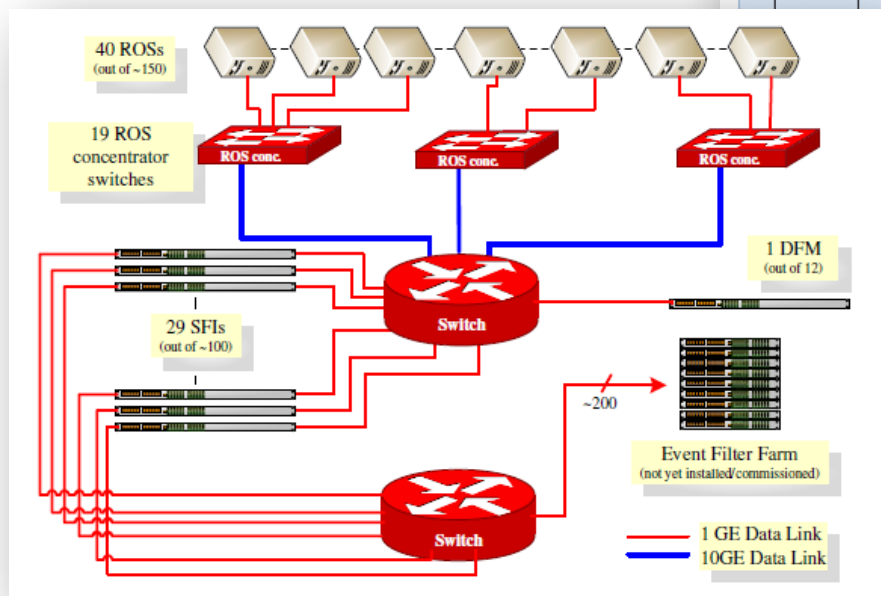 40 ROSs
(out of ~150)
19 ROS
concentrator
switches
ROS conc.
ROS conc.
ROS conc.
1 DFM
(out of 12)
Switch
29 SFIs
(out of ~100)
~200
Event Filter Farm
(not yet installed/commissioned)
Switch
1 GE Data Link
10GE Data Link